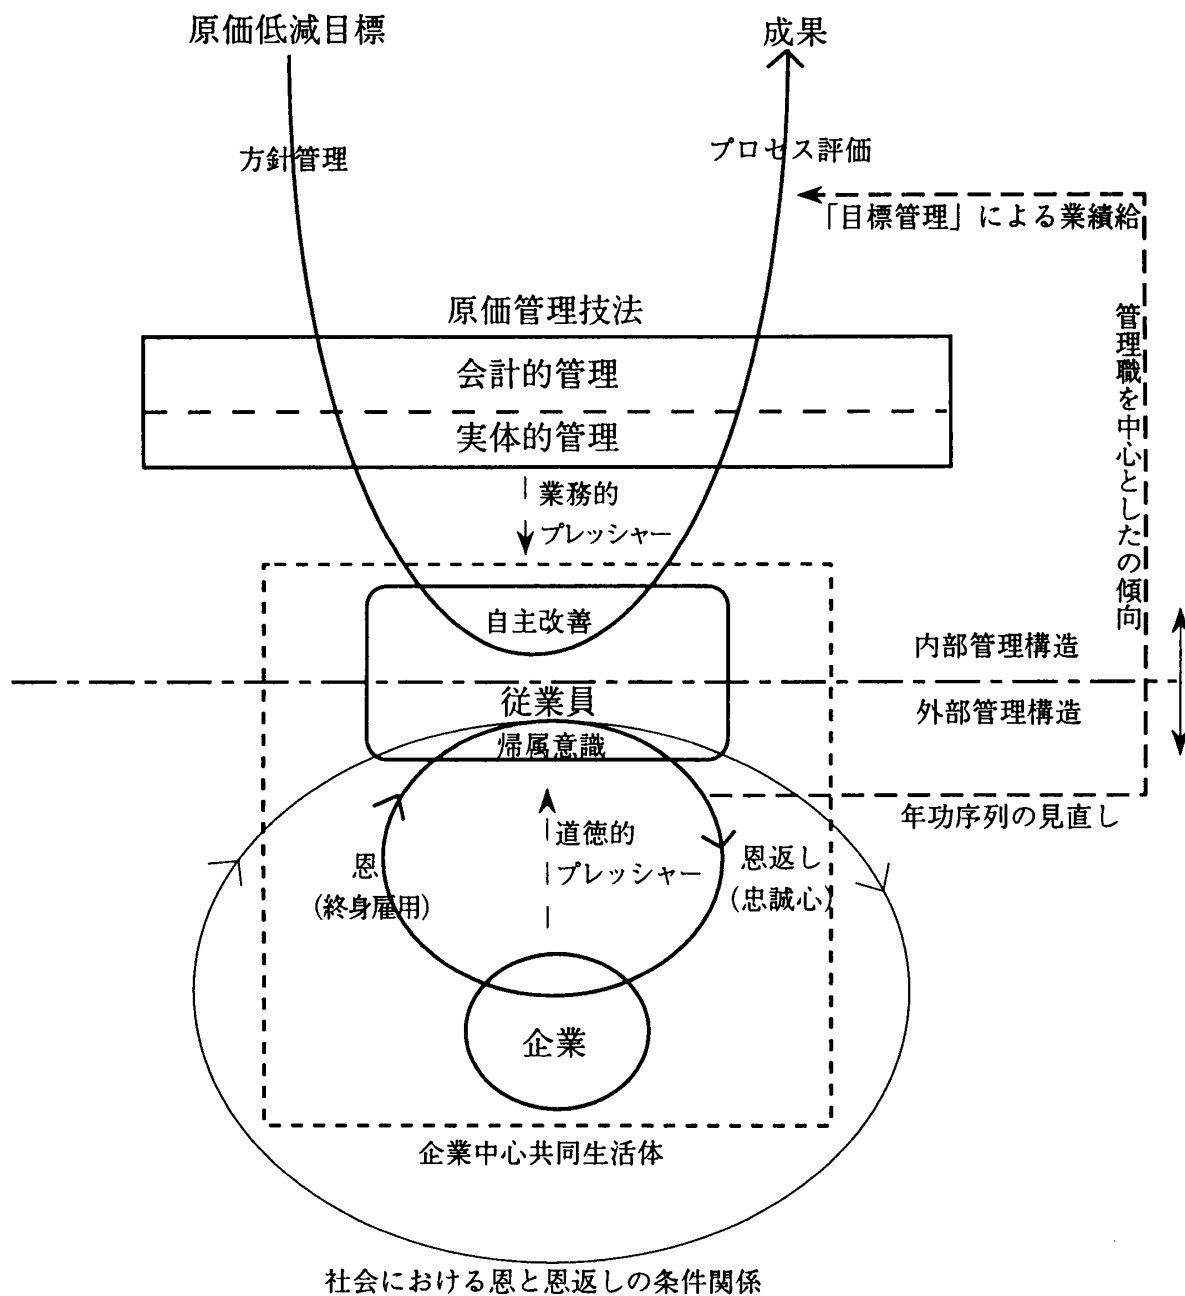 原価低減目標
成果
方針管理
プロセス評価
「目標管理」による業績給
原価管理技法
管理職を中心としたの傾向
会計的管理
実体的管理
業務的
プレッシャー
自主改善
内部管理構造
従業員
外部管理構造
帰属意識
年功序列の見直し
道徳的
プレッシャー
恩
(終身雇用)
恩返し
(忠誠心)
企業
企業中心共同生活体
社会における恩と恩返しの条件関係